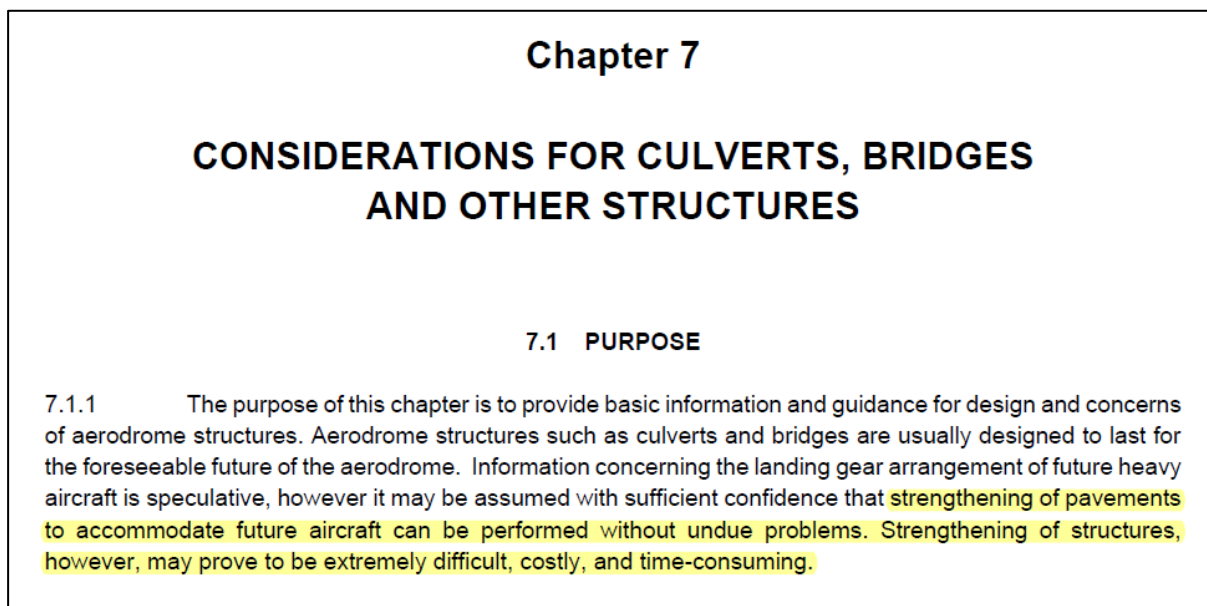 Chapter 7
CONSIDERATIONS FOR CULVERTS, BRIDGES
AND OTHER STRUCTURES
7.1 PURPOSE
7.1.1 The purpose of this chapter is to provide basic information and guidance for design and concerns
of aerodrome structures. Aerodrome structures such as culverts and bridges are usually designed to last for
the foreseeable future of the aerodrome. Information concerning the landing gear arrangement of future heavy
aircraft is speculative, however it may be assumed with sufficient confidence that strengthening of pavements
to accommodate future aircraft can be performed without undue problems. Strengthening of structures,
however, may prove to be extremely difficult, costly, and time-consuming.